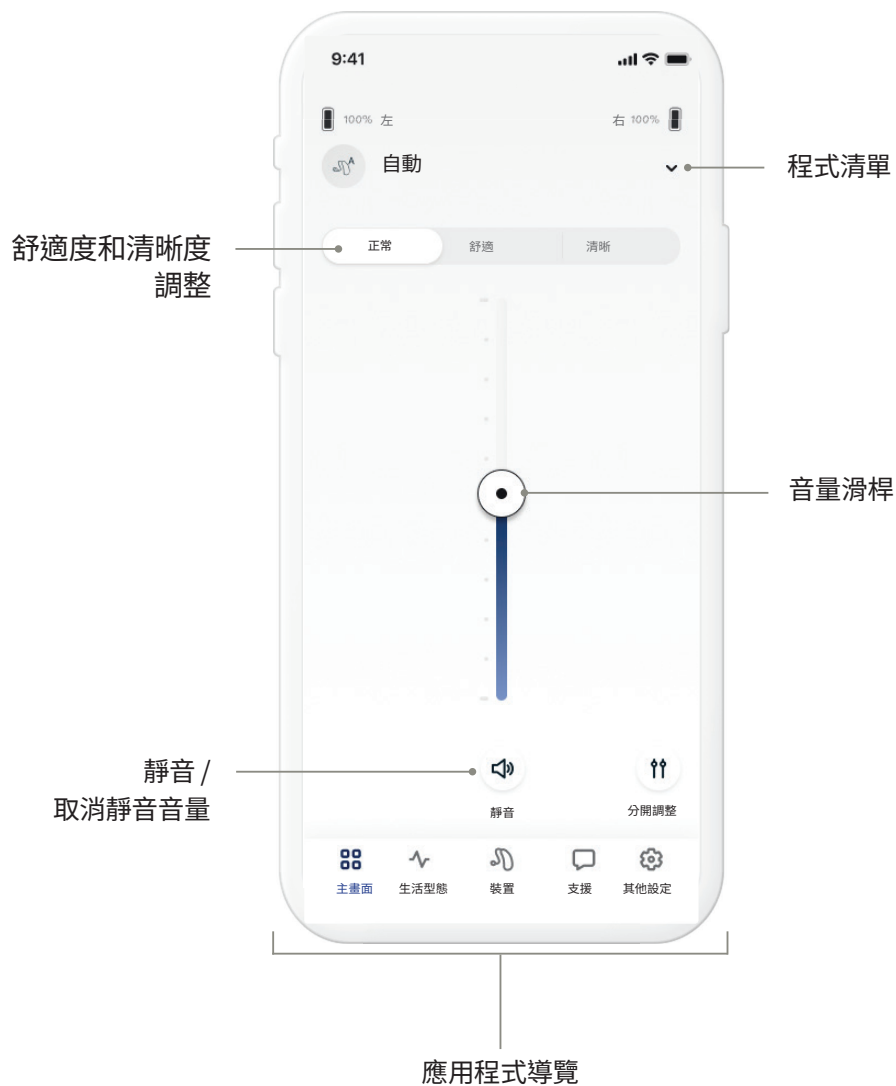 9:41
100% 左
右 100%
自動
程式清單
舒適度和清晰度
調整
正常
舒適
清晰
音量滑桿
靜音 /
取消靜音音量
靜音
分開調整
主畫面
生活型態
裝置
支援
其他設定
應用程式導覽